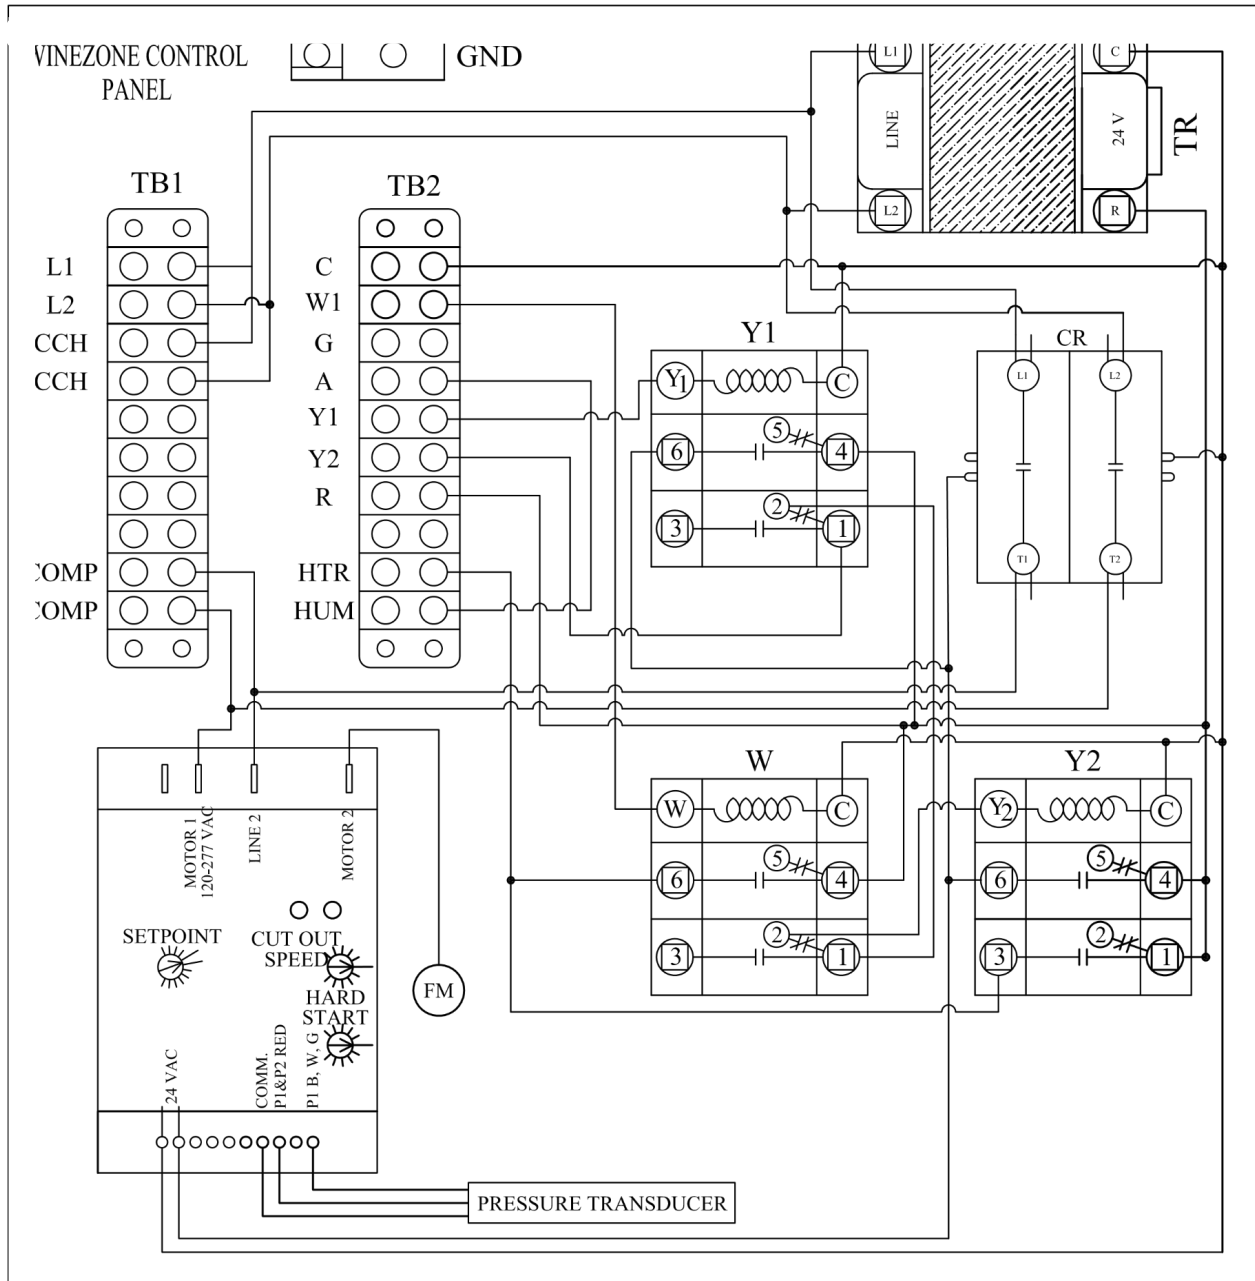 VINEZONE CONTROL
PANEL
GND
L1
C
LINE
24 V
TR
L2
R
TB1
TB2
L1
L2
CCH
CCH
COMP
COMP
C
W1
G
A
Y1
Y2
R
HTR
HUM
Y1
Y1
C
5
6
4
2
3
1
CR
L1
L2
T1
T2
W
W
C
5
6
4
2
3
1
Y2
Y2
C
5
6
4
2
3
1
MOTOR 1
120-277 VAC
LINE 2
MOTOR 2
SETPOINT
CUT OUT
SPEED
HARD
START
FM
24 VAC
COMM.
P1&P2 RED
P1 B, W, G
PRESSURE TRANSDUCER